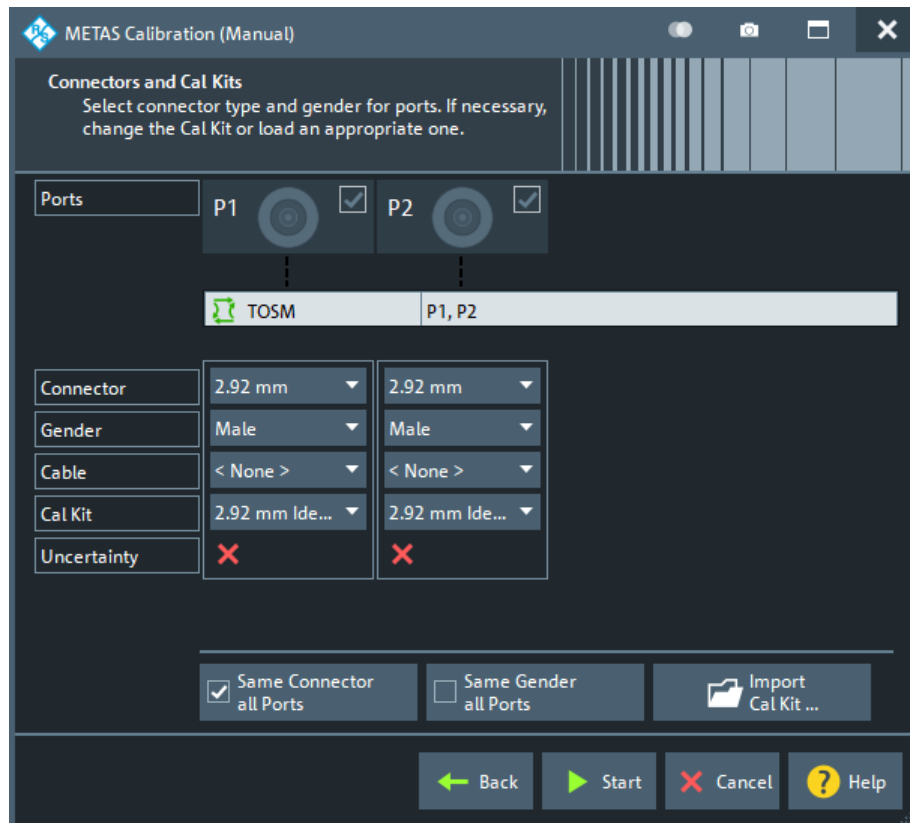 METAS Calibration (Manual)
Connectors and Cal Kits
Select connector type and gender for ports. If necessary,
change the Cal Kit or load an appropriate one.
Ports
P1
P2
TOSM
P1, P2
Connector
2.92 mm
2.92 mm
Gender
Male
Male
Cable
< None >
< None >
Cal Kit
2.92 mm Ide...
2.92 mm Ide...
Uncertainty
Same Connector
all Ports
Same Gender
all Ports
Import
Cal Kit ...
Back
Start
Cancel
? Help